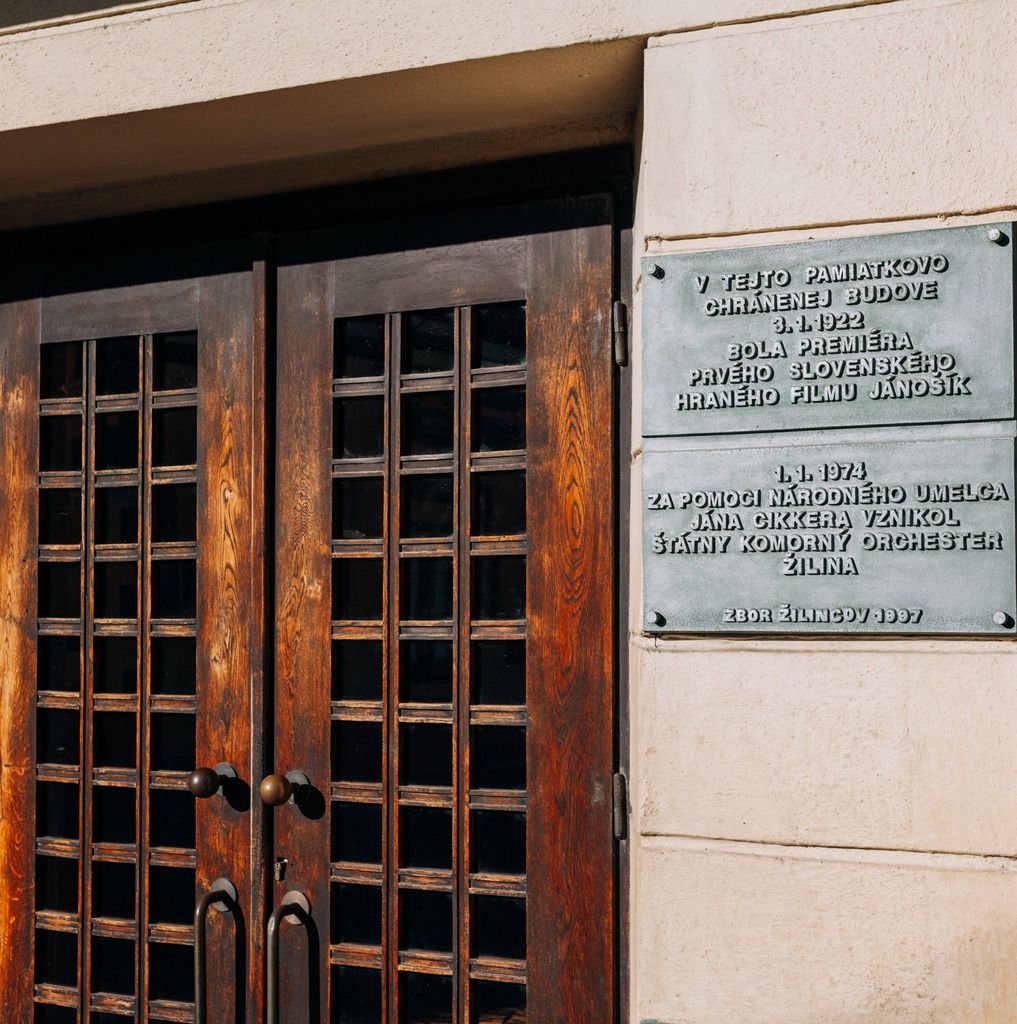 V TEJTO PAMIATKOVO
CHRÁNENEJ BUDOVE
3.1.1922
BOLA PREMIÉRA
PRVÉHO SLOVENSKÉHO
HRANÉHO FILMU JÁNOŠÍK
1.1.1974
ZA POMOCI NÁRODNÉHO UMELCA
JÁNA CIKKERA VZNIKOL
ŠTÁTNY KOMORNÝ ORCHESTER
ŽILINA
ZBOR ŽILINCOV 1997